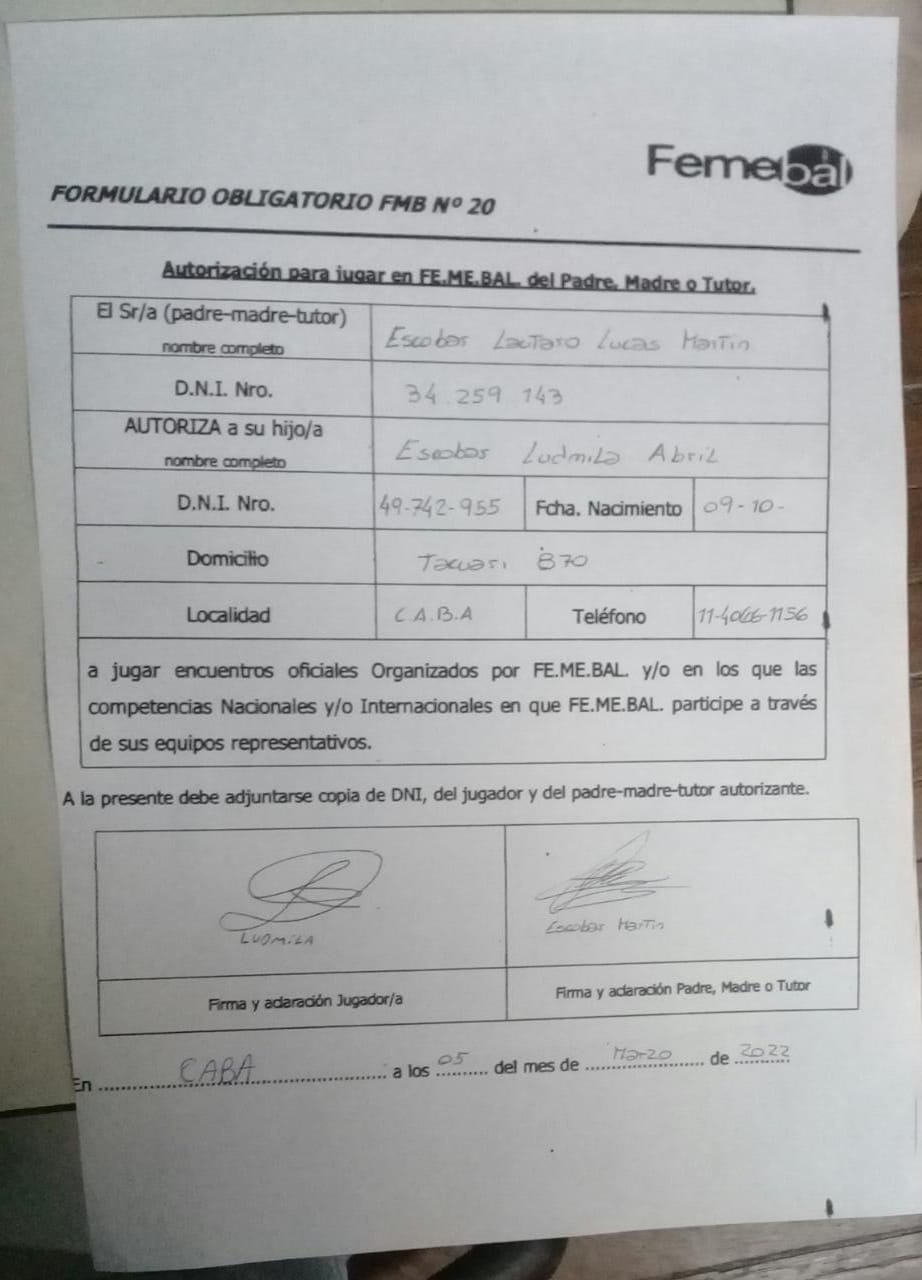 Femebal
FORMULARIO OBLIGATORIO FMB Nº 20
Autorización para jugar en FE.ME.BAL. del Padre, Madre o Tutor.
El Sr/a (padre-madre-tutor) nombre completo Escobar Lautaro Lucas Martin
D.N.I. Nro. 34 259 143
AUTORIZA a su hijo/a nombre completo Escobar Ludmila Abril
D.N.I. Nro. 49-742-955 Fcha. Nacimiento 09-10-
Domicilio Tacuari 870
Localidad C.A.B.A Teléfono 11-4066-1156
a jugar encuentros oficiales Organizados por FE.ME.BAL. y/o en los que las
competencias Nacionales y/o Internacionales en que FE.ME.BAL. participe a través
de sus equipos representativos.
A la presente debe adjuntarse copia de DNI, del jugador y del padre-madre-tutor autorizante.
LUDMILA Escobar Martin
Firma y aclaración Jugador/a Firma y aclaración Padre, Madre o Tutor
En CABA a los 05 del mes de Marzo de 2022